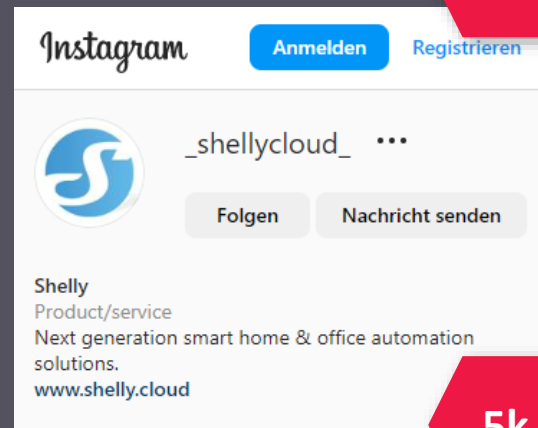 Instagram
Anmelden
Registrieren
_shellycloud_ •••
Folgen
Nachricht senden
Shelly
Product/service
Next generation smart home & office automation
solutions.
www.shelly.cloud
5k